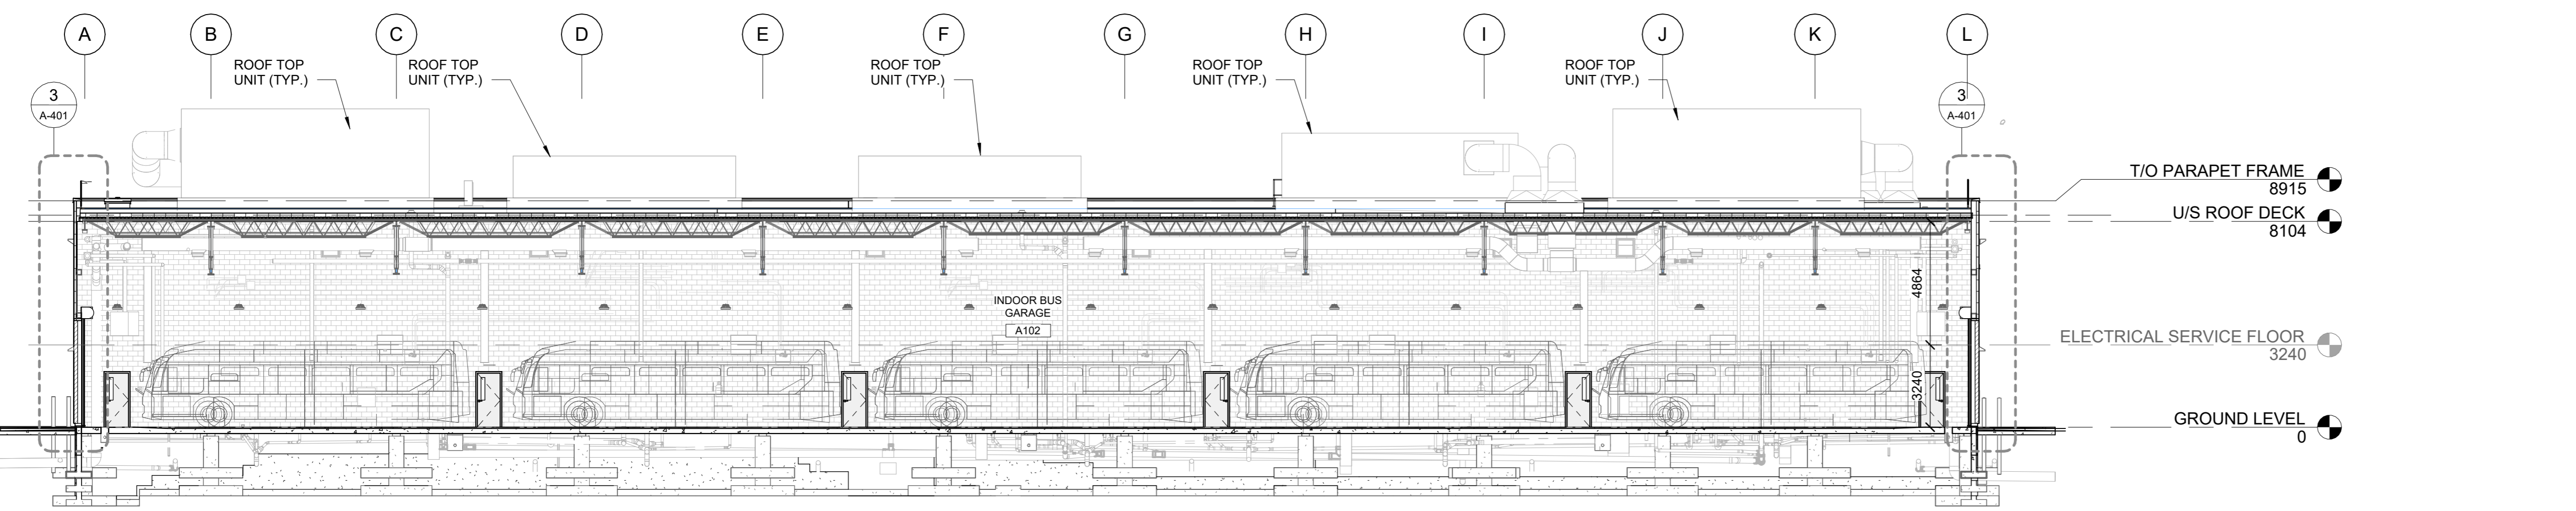 A
B
C
D
E
F
G
H
I
J
K
L
ROOF TOP
UNIT (TYP.)
ROOF TOP
UNIT (TYP.)
ROOF TOP
UNIT (TYP.)
ROOF TOP
UNIT (TYP.)
ROOF TOP
UNIT (TYP.)
3
A-401
3
A-401
T/O PARAPET FRAME
8915
U/S ROOF DECK
8104
4864
INDOOR BUS
GARAGE
A102
ELECTRICAL SERVICE FLOOR
3240
3240
GROUND LEVEL
0